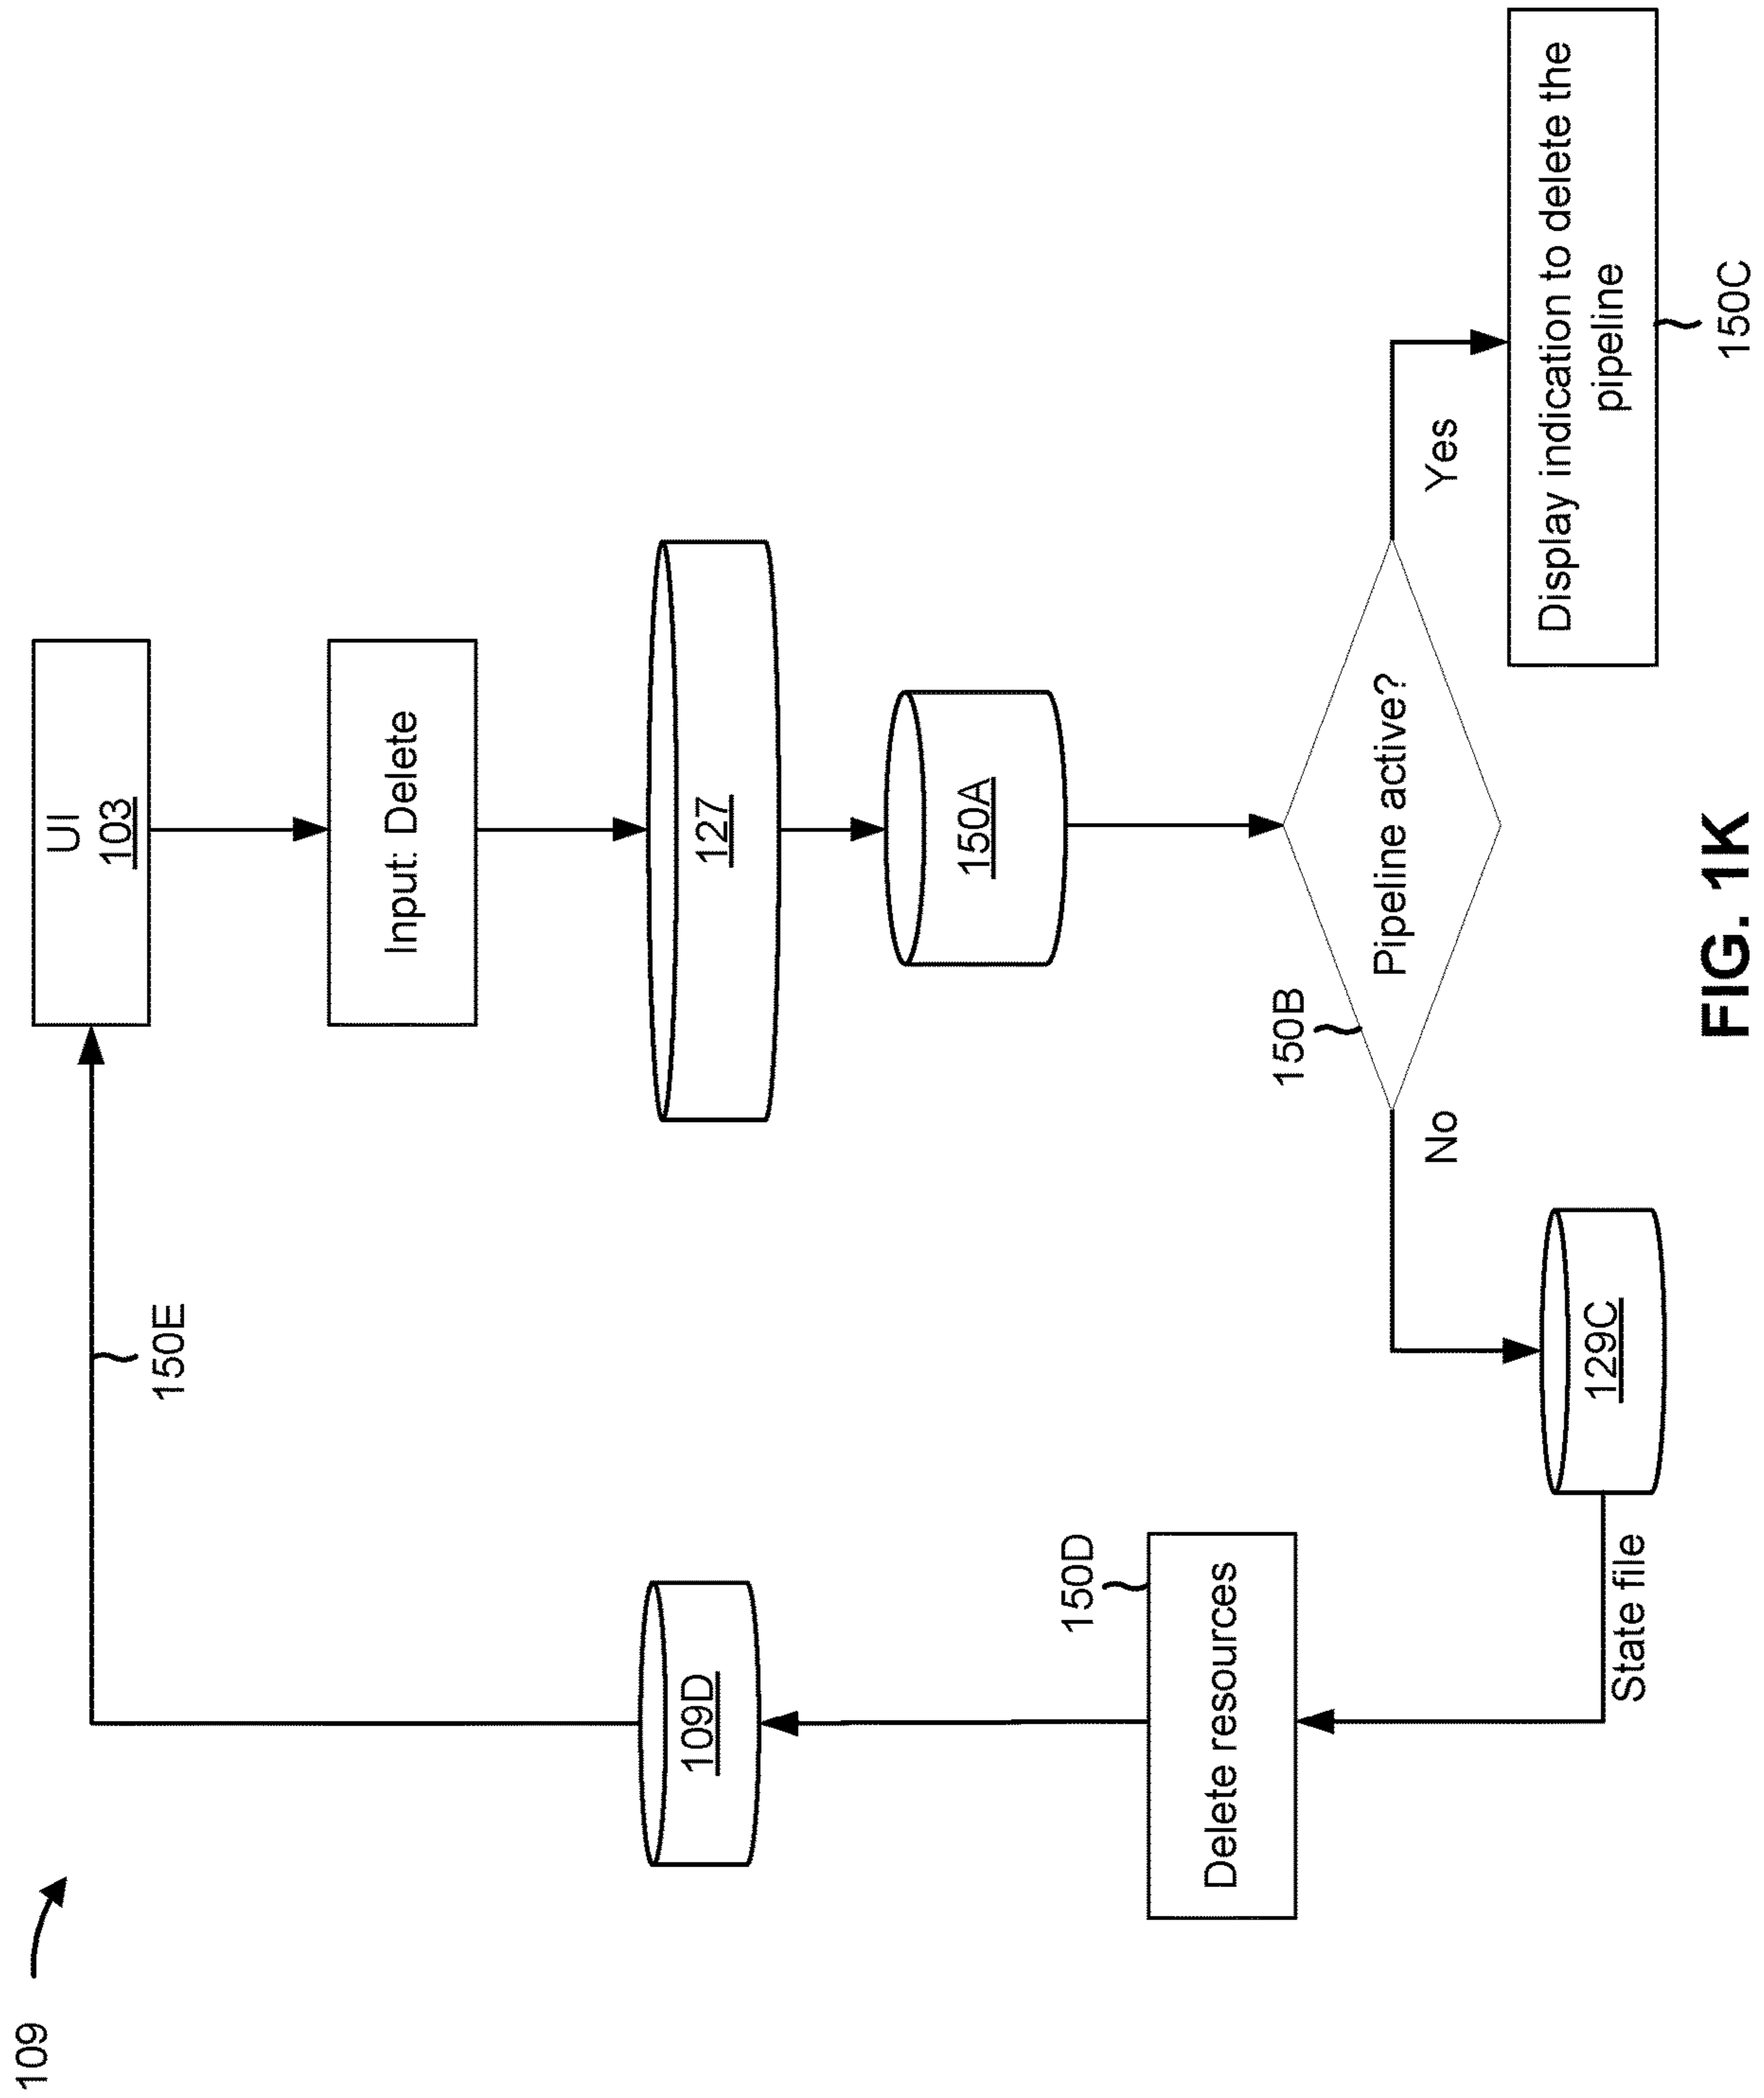 109
150E
UI
103
Input: Delete
127
109D
150A
150D
Delete resources
150B
Pipeline active?
No
Yes
State file
129C
Display indication to delete the
pipeline
150C
FIG. 1K